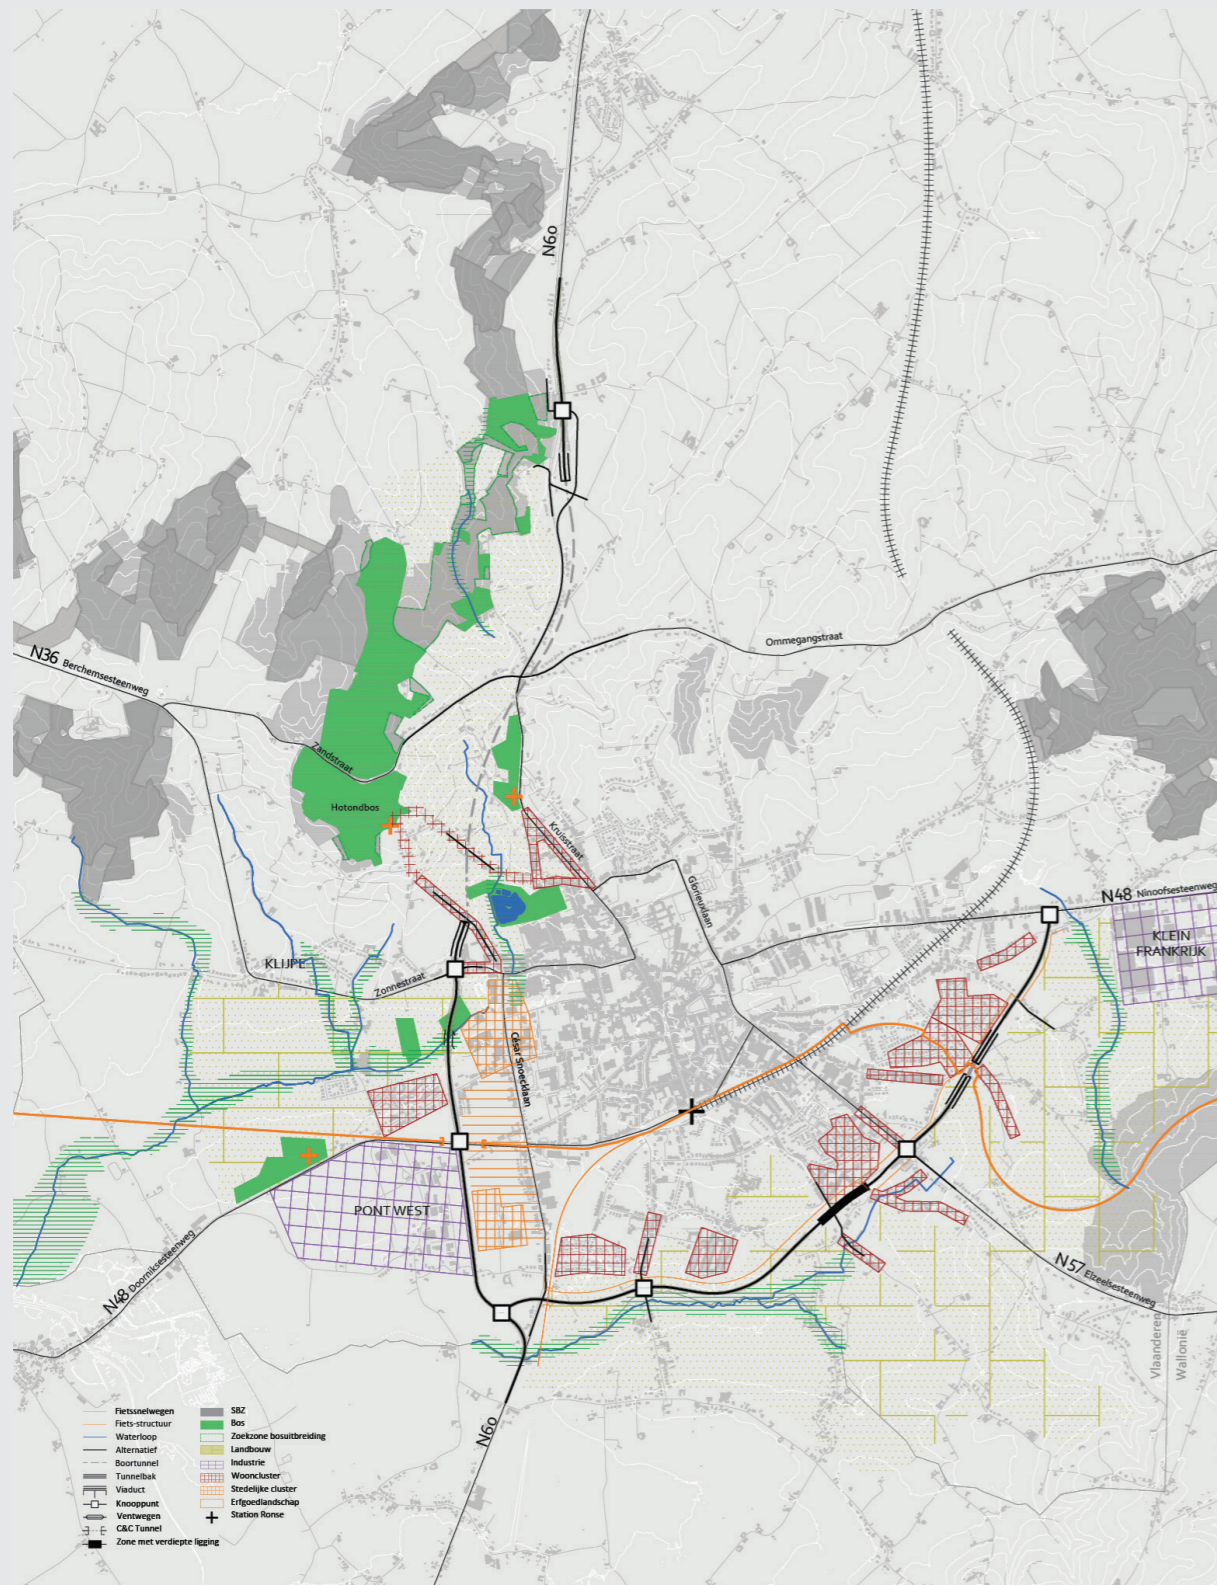 N60
Ommegangstraat
N36 Berchemsesteenweg
Zandstraat
Hotondbos
Kruisstraat
Glorieuxlaan
N48 Ninoofsesteenweg
KLEIN
FRANKRIJK
KLIJPE
Zonnestraat
César Snoecklaan
PONT WEST
N48 Doorniksesteenweg
N57 Elzeelsesteenweg
Vlaanderen
Wallonië
N60
Fietssnelwegen
Fiets-structuur
Waterloop
Alternatief
Boortunnel
Tunnelbak
Viaduct
Knooppunt
Ventwegen
C&C Tunnel
Zone met verdiepte ligging
SBZ
Bos
Zoekzone bosuitbreiding
Landbouw
Industrie
Wooncluster
Stedelijke cluster
Erfgoedlandschap
Station Ronse